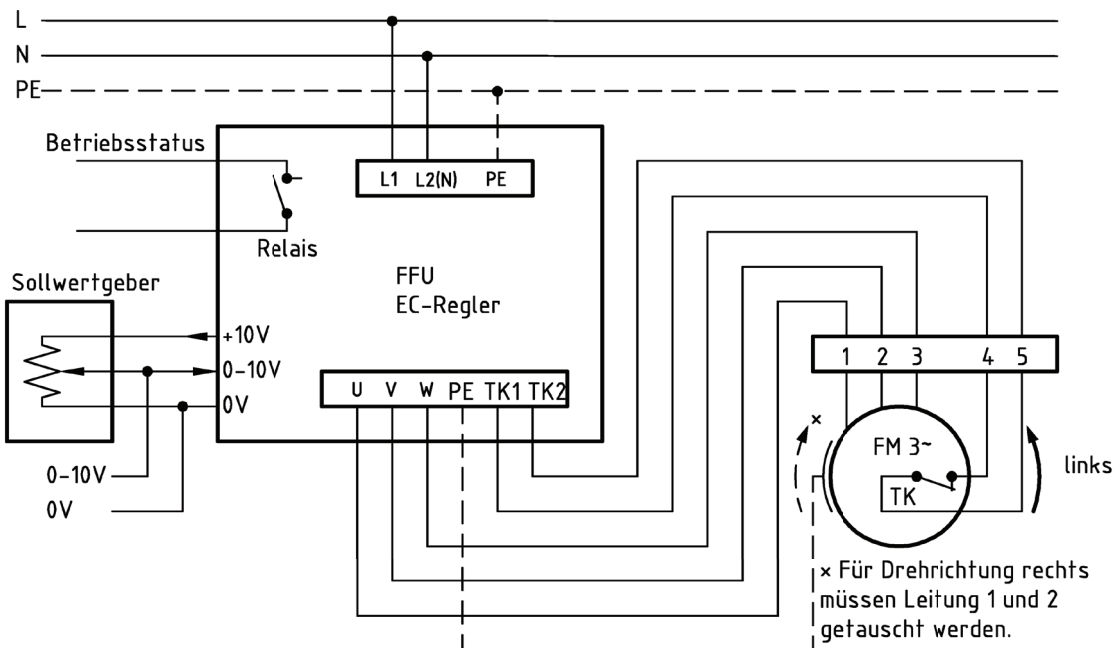 L
N
PE
Betriebsstatus
L1 L2(N) PE
Relais
FFU
EC-Regler
Sollwertgeber
+10V
0-10V
0V
U V W PE TK1 TK2
0-10V
0V
1 2 3 4 5
×
FM 3~
TK
links
× Für Drehrichtung rechts
müssen Leitung 1 und 2
getauscht werden.